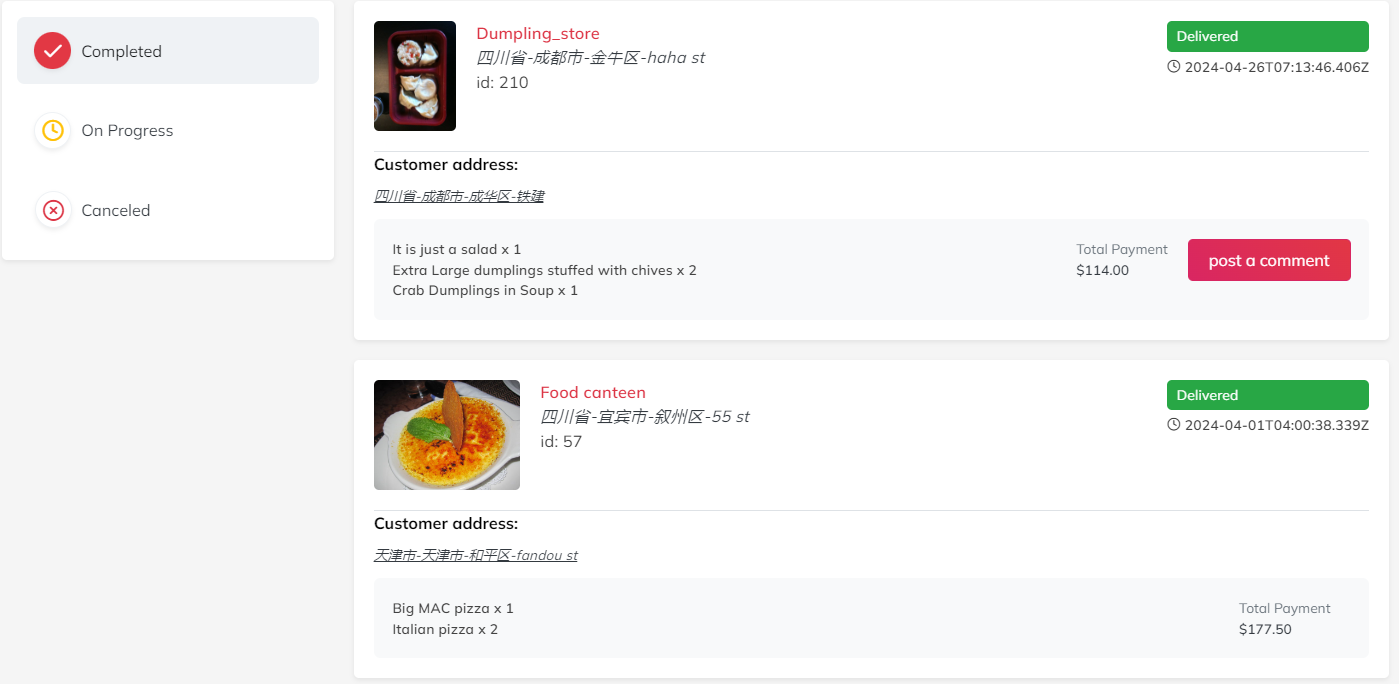 Completed
On Progress
Canceled
Dumpling_store
四川省-成都市-金牛区-haha st
id: 210
Delivered
2024-04-26T07:13:46.406Z
Customer address:
四川省-成都市-成华区-铁建
It is just a salad x 1
Extra Large dumplings stuffed with chives x 2
Crab Dumplings in Soup x 1
Total Payment
$114.00
post a comment
Food canteen
四川省-宜宾市-叙州区-55 st
id: 57
Delivered
2024-04-01T04:00:38.339Z
Customer address:
天津市-天津市-和平区-fandou st
Big MAC pizza x 1
Italian pizza x 2
Total Payment
$177.50